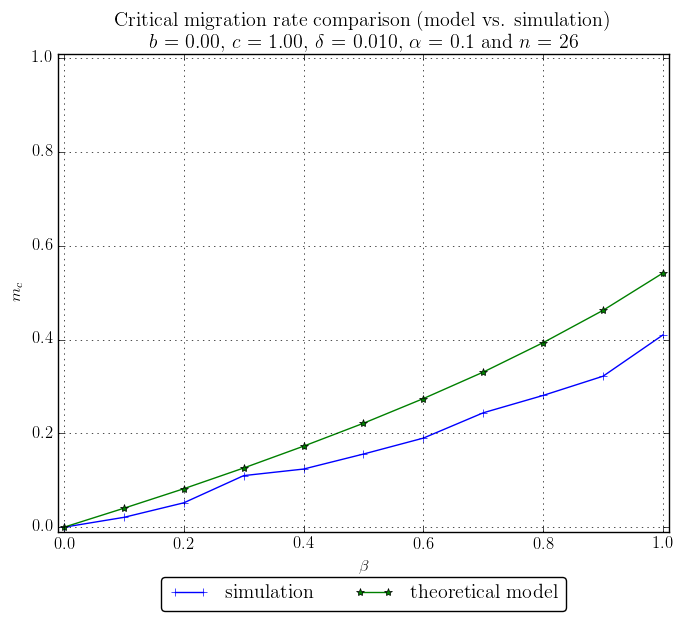 Critical migration rate comparison (model vs. simulation)
b = 0.00, c = 1.00, δ = 0.010, α = 0.1 and n = 26
1.0
0.8
0.6
m_c
0.4
0.2
0.0
0.0 0.2 0.4 0.6 0.8 1.0
β
simulation theoretical model